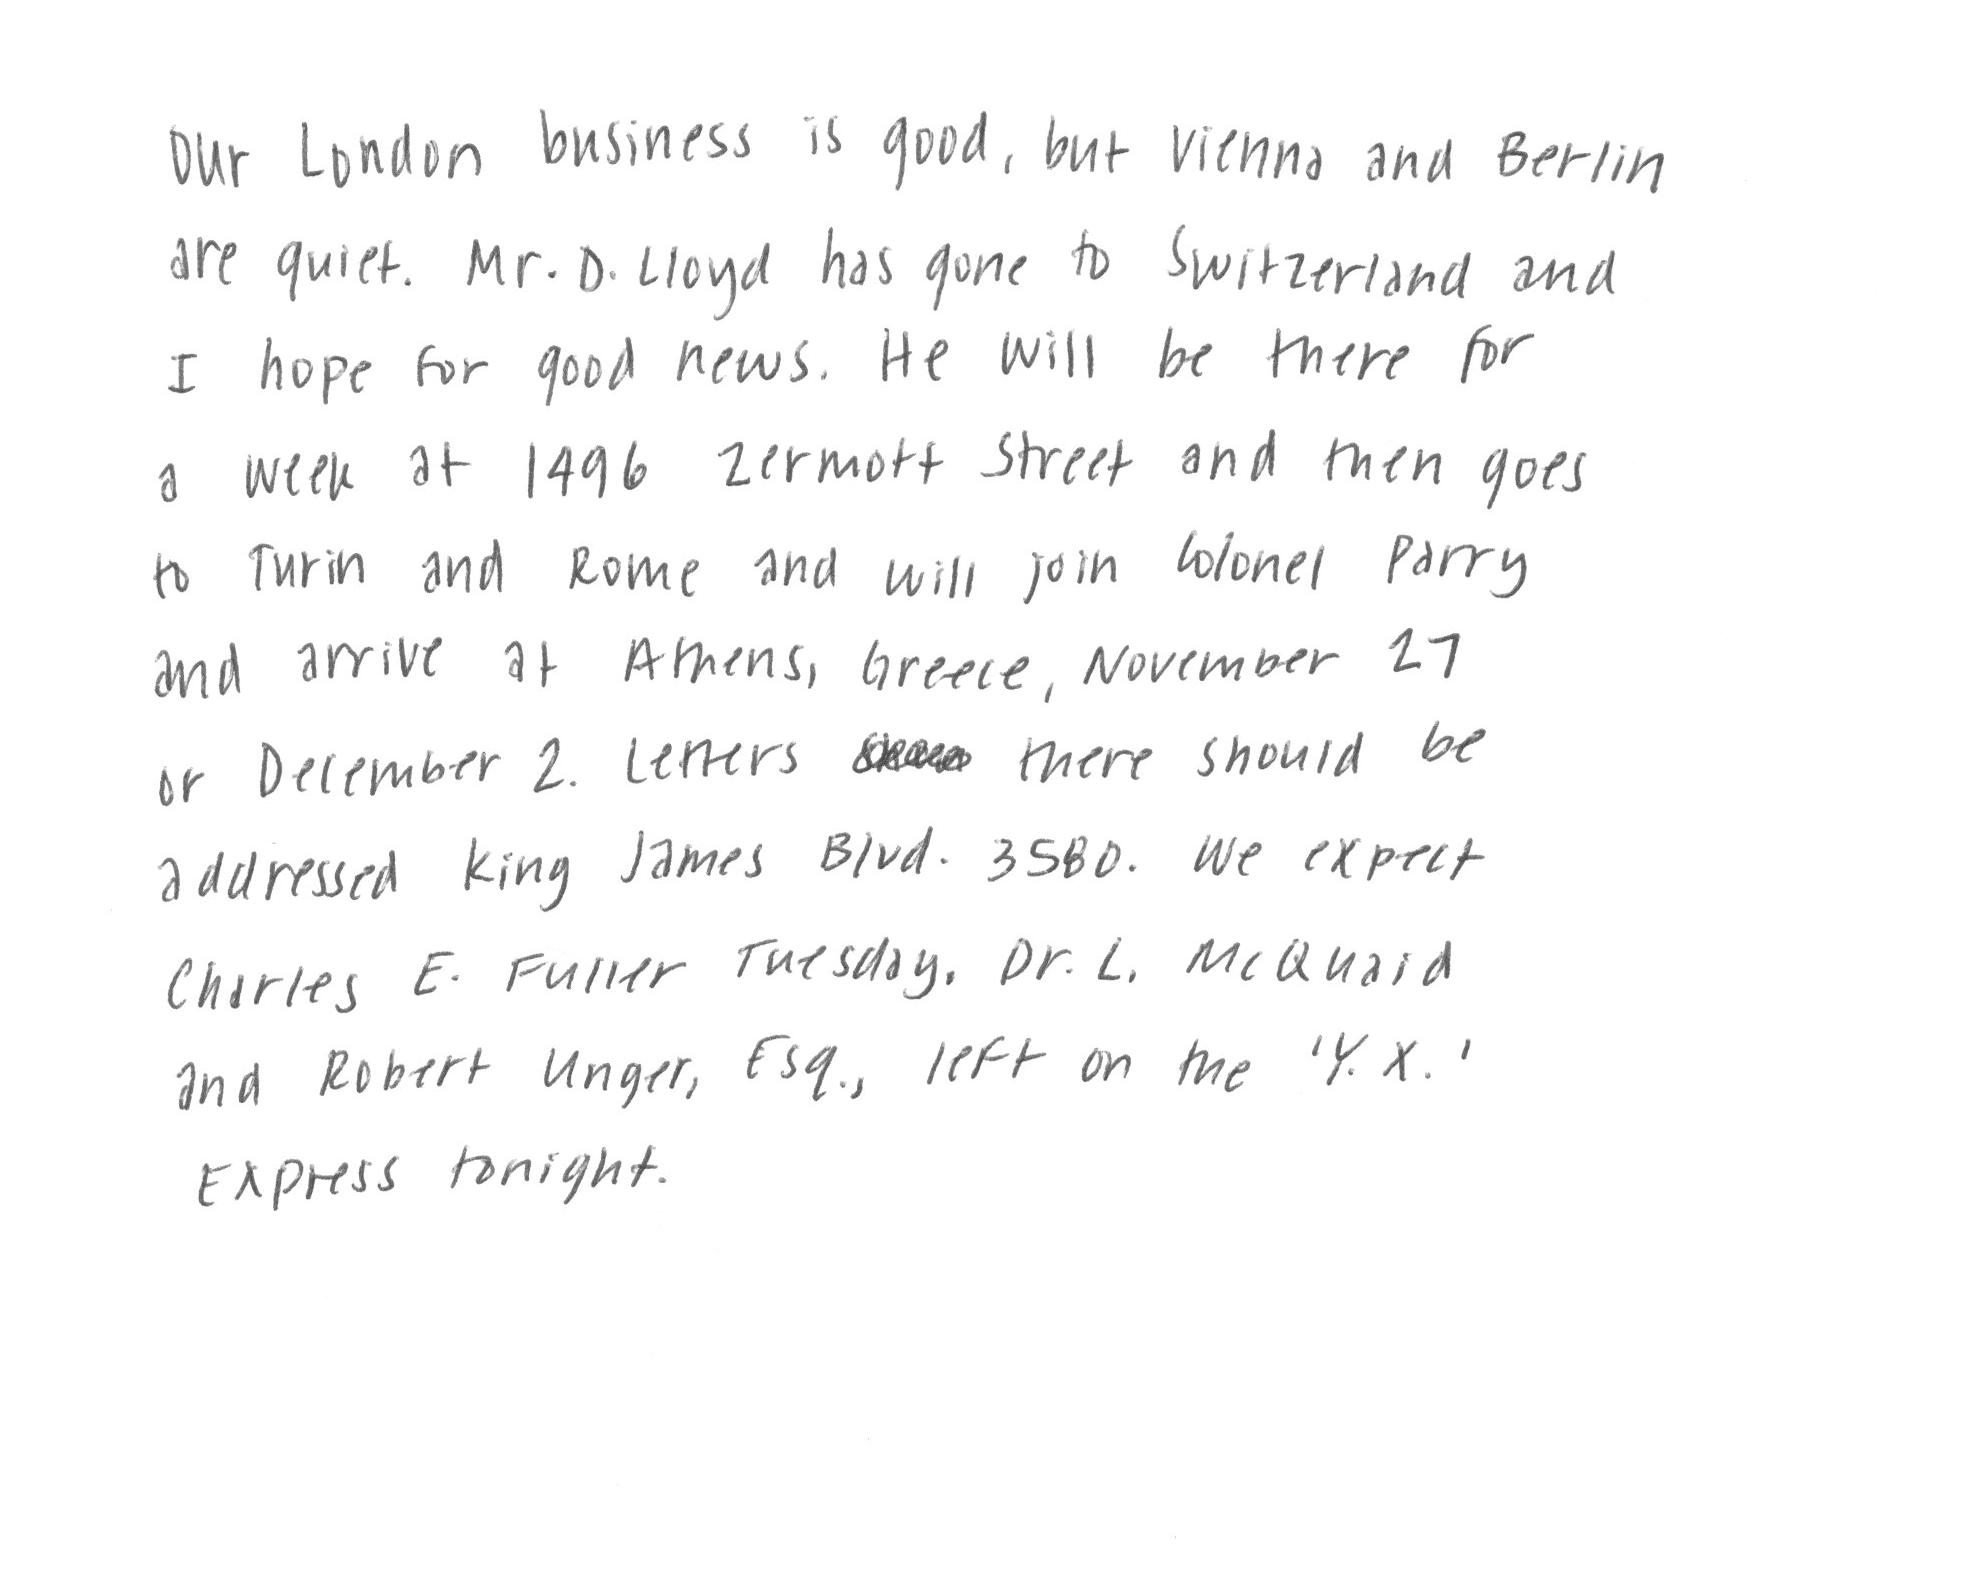 Our London business is good, but Vienna and Berlin
are quiet. Mr. D. Lloyd has gone to Switzerland and
I hope for good news. He will be there for
a week at 1496 Zermott Street and then goes
to Turin and Rome and will join Colonel Parry
and arrive at Athens, Greece, November 27
or December 2. Letters there should be
addressed King James Blvd. 3580. We expect
Charles E. Fuller Tuesday. Dr. L. McQuaid
and Robert Unger, Esq., left on the 'Y. X.'
Express tonight.